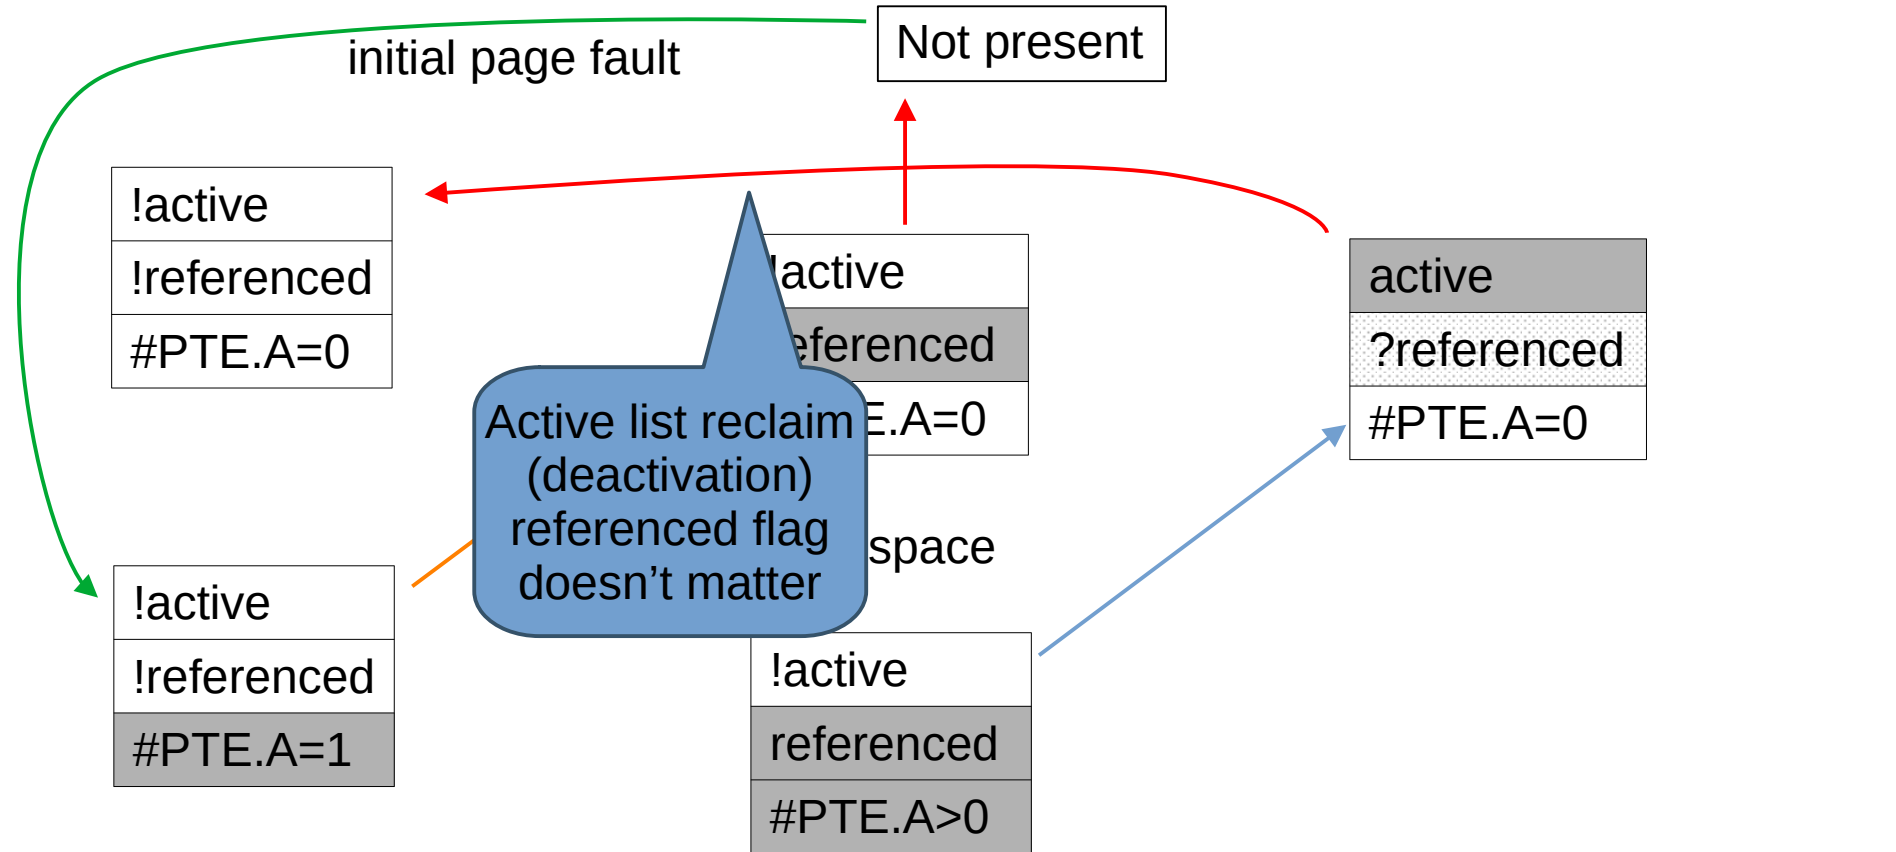 Not present
initial page fault
!active
!referenced
#PTE.A=0
active
active
?referenced
#PTE.A=0
Active list reclaim
(deactivation)
referenced flag
doesn't matter
space
!active
!referenced
#PTE.A=1
!active
referenced
#PTE.A>0